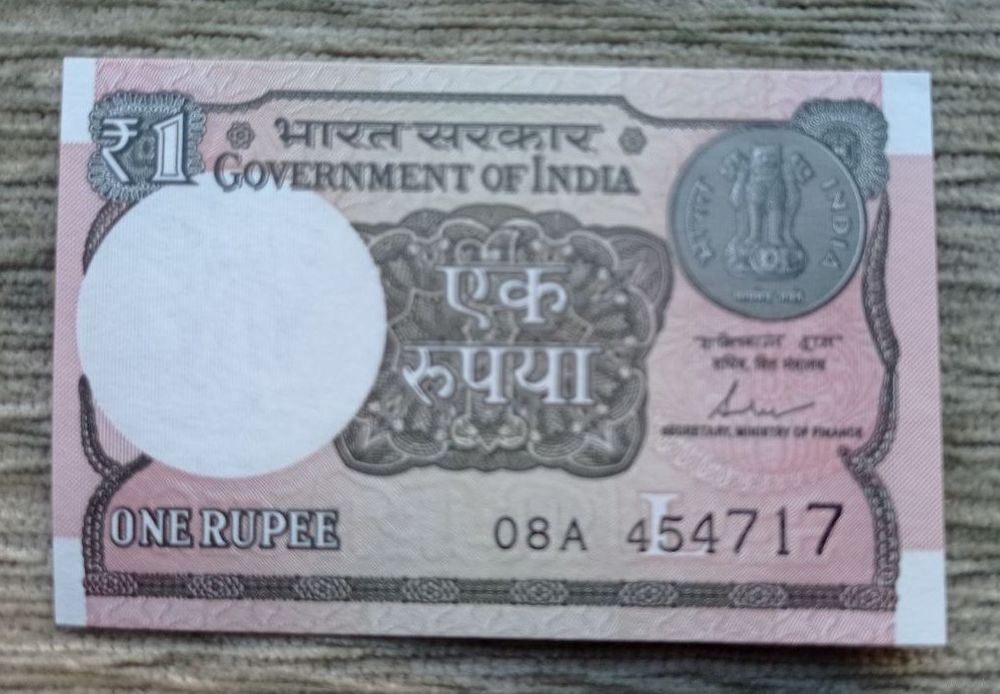 ₹1
भारत सरकार
GOVERNMENT OF INDIA
भारत INDIA
एक
रुपया
सचिव, वित्त मंत्रालय
SECRETARY, MINISTRY OF FINANCE
L
ONE RUPEE
08A 454717